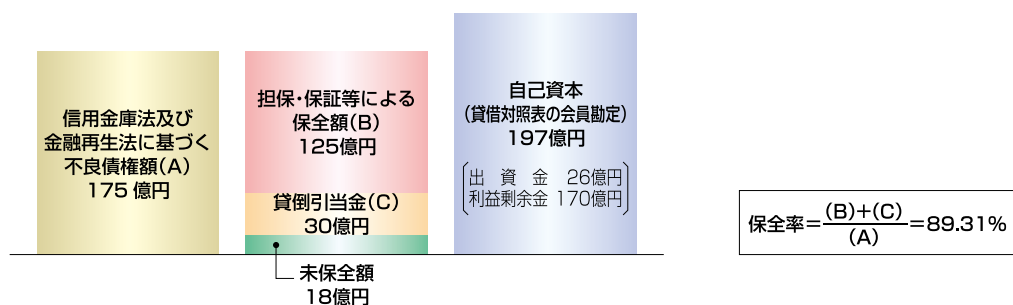 信用金庫法及び
金融再生法に基づく
不良債権額(A)
175億円
担保・保証等による
保全額(B)
125億円
貸倒引当金(C)
30億円
未保全額
18億円
自己資本
(貸借対照表の会員勘定)
197億円
出資金 26億円
利益剰余金 170億円
保全率=(B)+(C)/(A)=89.31%